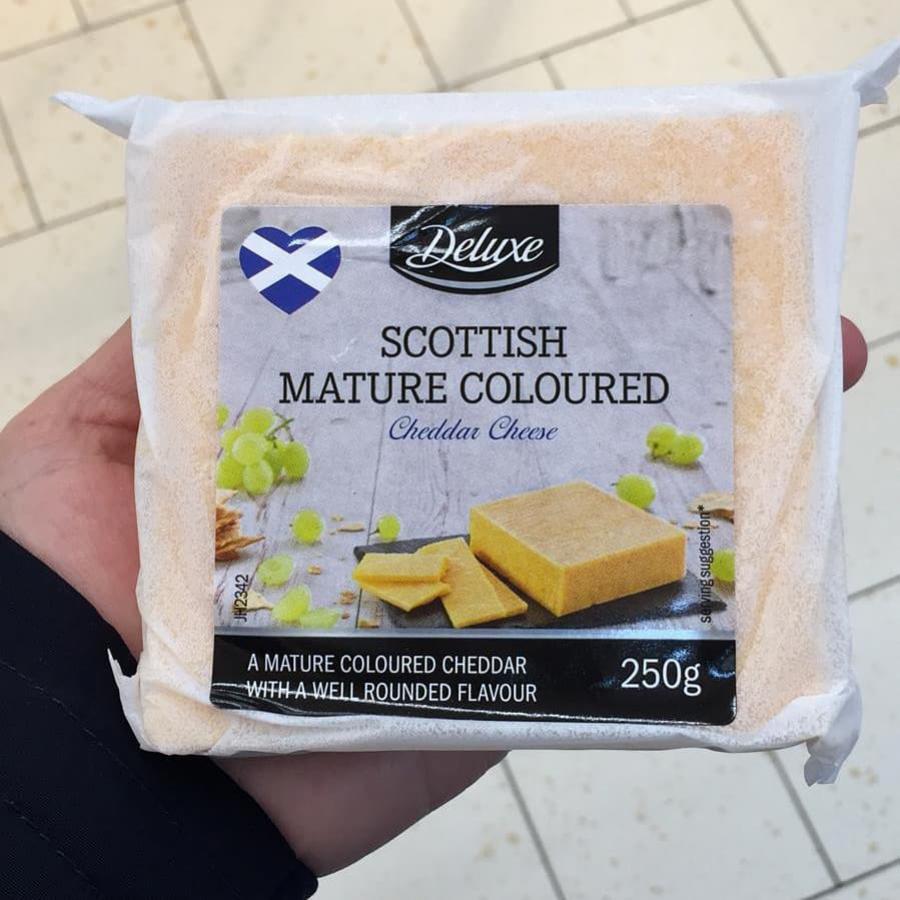 Deluxe
SCOTTISH
MATURE COLOURED
Cheddar Cheese
serving suggestion*
JH2342
A MATURE COLOURED CHEDDAR
WITH A WELL ROUNDED FLAVOUR
250g